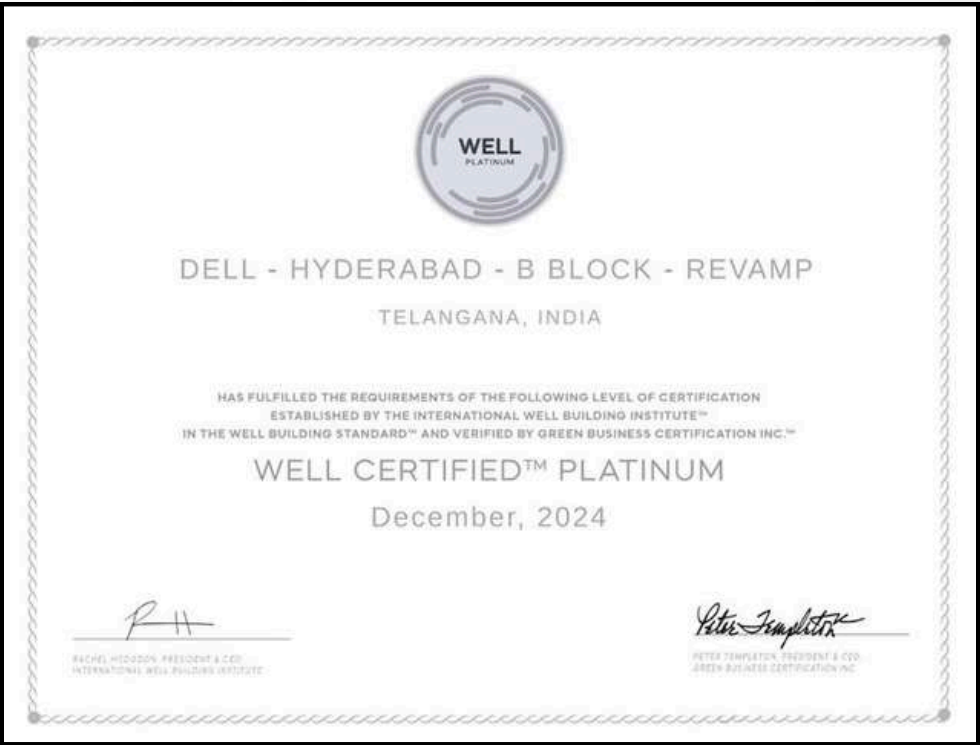 WELL
PLATINUM
DELL - HYDERABAD - B BLOCK - REVAMP
TELANGANA, INDIA
HAS FULFILLED THE REQUIREMENTS OF THE FOLLOWING LEVEL OF CERTIFICATION
ESTABLISHED BY THE INTERNATIONAL WELL BUILDING INSTITUTE™
IN THE WELL BUILDING STANDARD™ AND VERIFIED BY GREEN BUSINESS CERTIFICATION INC.™
WELL CERTIFIED™ PLATINUM
December, 2024
Peter Templeton
RACHEL HODGDON, PRESIDENT & CEO
INTERNATIONAL WELL BUILDING INSTITUTE
PETER TEMPLETON, PRESIDENT & CEO
GREEN BUSINESS CERTIFICATION INC.